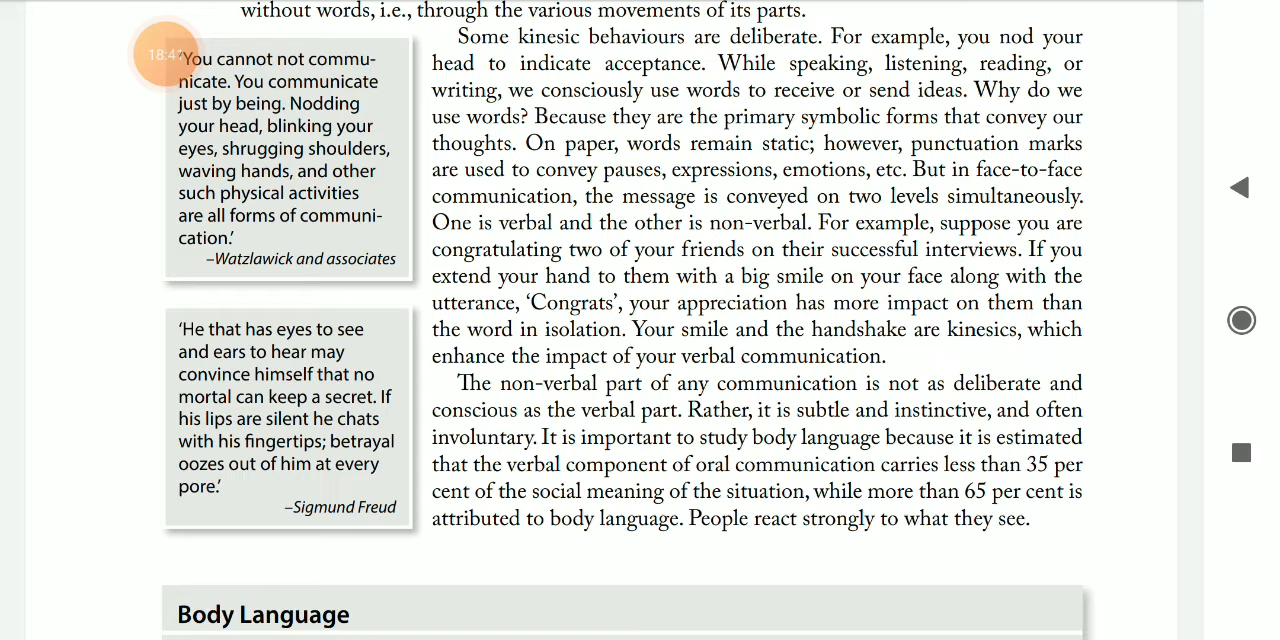 without words, i.e., through the various movements of its parts.
18:4
'You cannot not commu-
nicate. You communicate
just by being. Nodding
your head, blinking your
eyes, shrugging shoulders,
waving hands, and other
such physical activities
are all forms of communi-
cation.'
–Watzlawick and associates
'He that has eyes to see
and ears to hear may
convince himself that no
mortal can keep a secret. If
his lips are silent he chats
with his fingertips; betrayal
oozes out of him at every
pore.'
–Sigmund Freud
Some kinesic behaviours are deliberate. For example, you nod your
head to indicate acceptance. While speaking, listening, reading, or
writing, we consciously use words to receive or send ideas. Why do we
use words? Because they are the primary symbolic forms that convey our
thoughts. On paper, words remain static; however, punctuation marks
are used to convey pauses, expressions, emotions, etc. But in face-to-face
communication, the message is conveyed on two levels simultaneously.
One is verbal and the other is non-verbal. For example, suppose you are
congratulating two of your friends on their successful interviews. If you
extend your hand to them with a big smile on your face along with the
utterance, 'Congrats', your appreciation has more impact on them than
the word in isolation. Your smile and the handshake are kinesics, which
enhance the impact of your verbal communication.
The non-verbal part of any communication is not as deliberate and
conscious as the verbal part. Rather, it is subtle and instinctive, and often
involuntary. It is important to study body language because it is estimated
that the verbal component of oral communication carries less than 35 per
cent of the social meaning of the situation, while more than 65 per cent is
attributed to body language. People react strongly to what they see.
Body Language